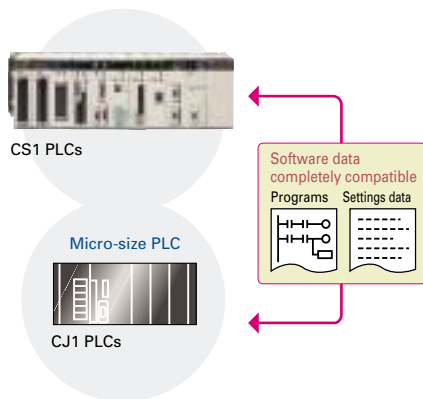 CS1 PLCs
Software data
completely compatible
Programs Settings data
Micro-size PLC
CJ1 PLCs